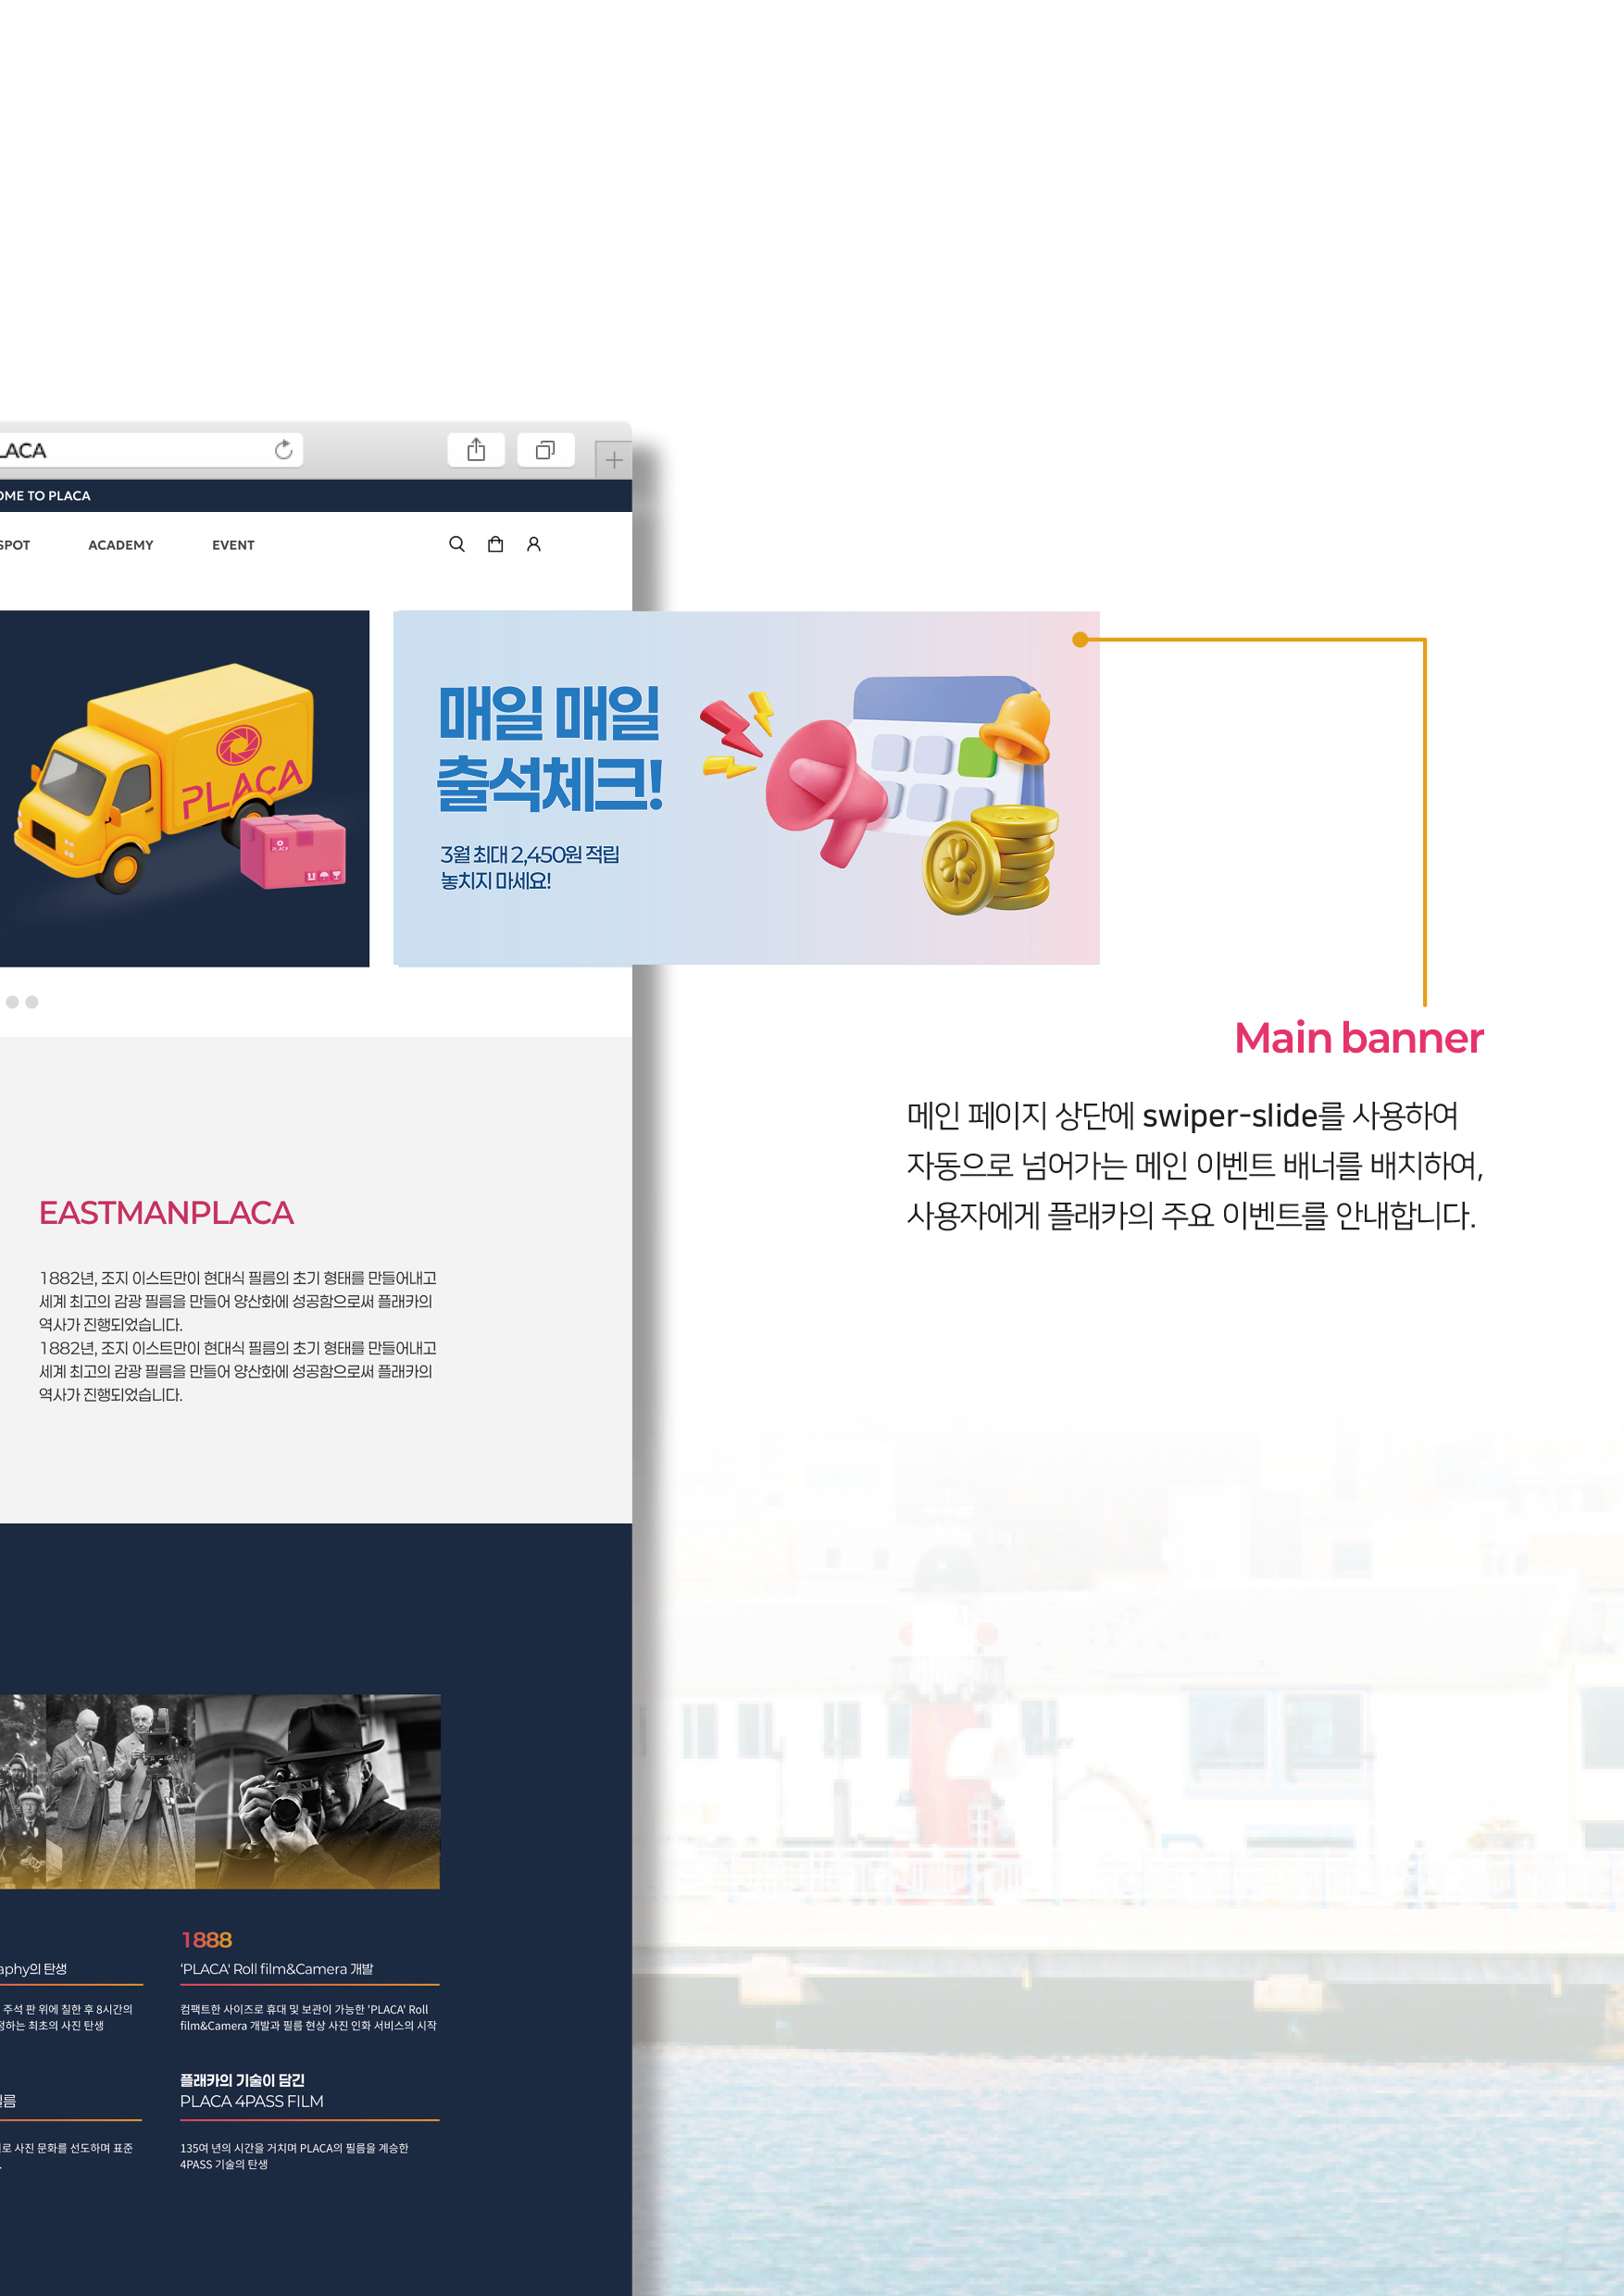 LACA
OME TO PLACA
SPOT
ACADEMY
EVENT
PLACA
PLACA
매일 매일
출석체크!
3월 최대 2,450원 적립
놓치지 마세요!
Main banner
메인 페이지 상단에 swiper-slide를 사용하여
자동으로 넘어가는 메인 이벤트 배너를 배치하여,
사용자에게 플래카의 주요 이벤트를 안내합니다.
EASTMANPLACA
1882년, 조지 이스트만이 현대식 필름의 초기 형태를 만들어내고
세계 최고의 감광 필름을 만들어 양산화에 성공함으로써 플래카의
역사가 진행되었습니다.
1882년, 조지 이스트만이 현대식 필름의 초기 형태를 만들어내고
세계 최고의 감광 필름을 만들어 양산화에 성공함으로써 플래카의
역사가 진행되었습니다.
aphy의 탄생
주석 판 위에 칠한 후 8시간의
정하는 최초의 사진 탄생
1888
'PLACA' Roll film&Camera 개발
컴팩트한 사이즈로 휴대 및 보관이 가능한 'PLACA' Roll
film&Camera 개발과 필름 현상 사진 인화 서비스의 시작
필름
로 사진 문화를 선도하며 표준
.
플래카의 기술이 담긴
PLACA 4PASS FILM
135여 년의 시간을 거치며 PLACA의 필름을 계승한
4PASS 기술의 탄생